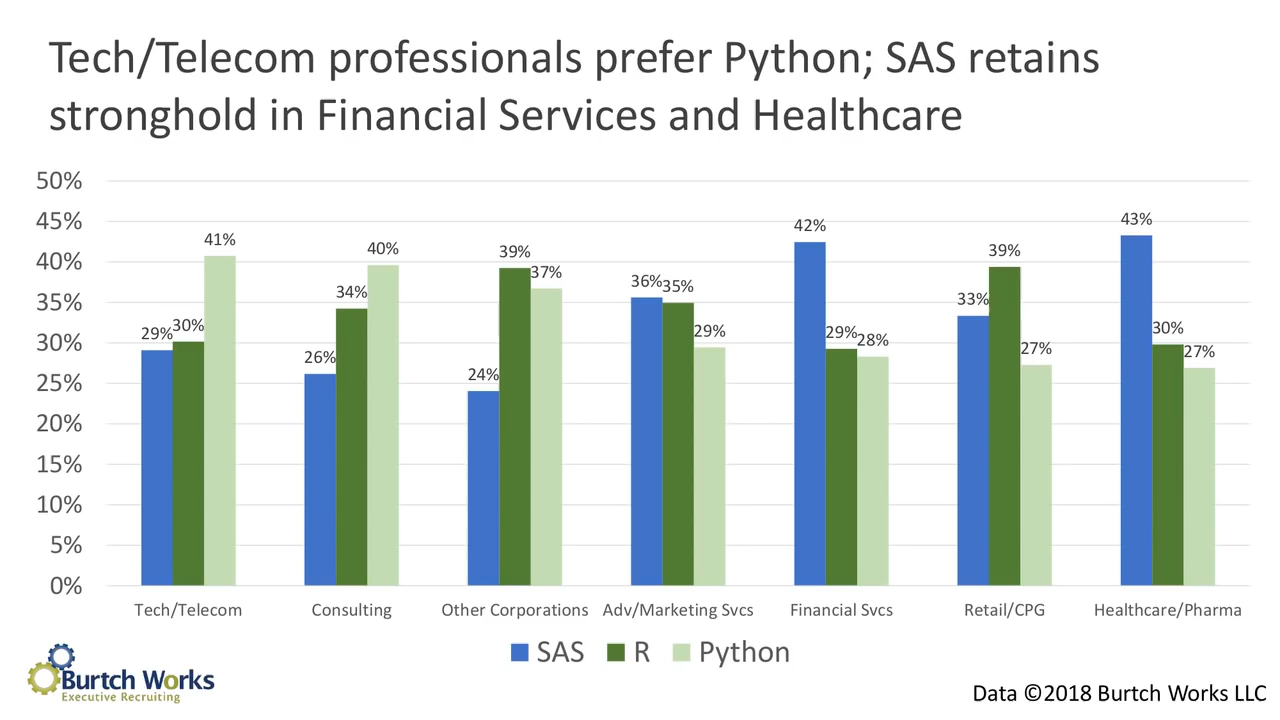 Tech/Telecom professionals prefer Python; SAS retains
stronghold in Financial Services and Healthcare
50%
45%
40%
35%
30%
25%
20%
15%
10%
5%
0%
29% 30% 41%
26% 34% 40%
24% 39% 37%
36% 35% 29%
42% 29% 28%
33% 39% 27%
43% 30% 27%
Tech/Telecom Consulting Other Corporations Adv/Marketing Svcs Financial Svcs Retail/CPG Healthcare/Pharma
SAS R Python
Burtch Works
Executive Recruiting
Data ©2018 Burtch Works LLC